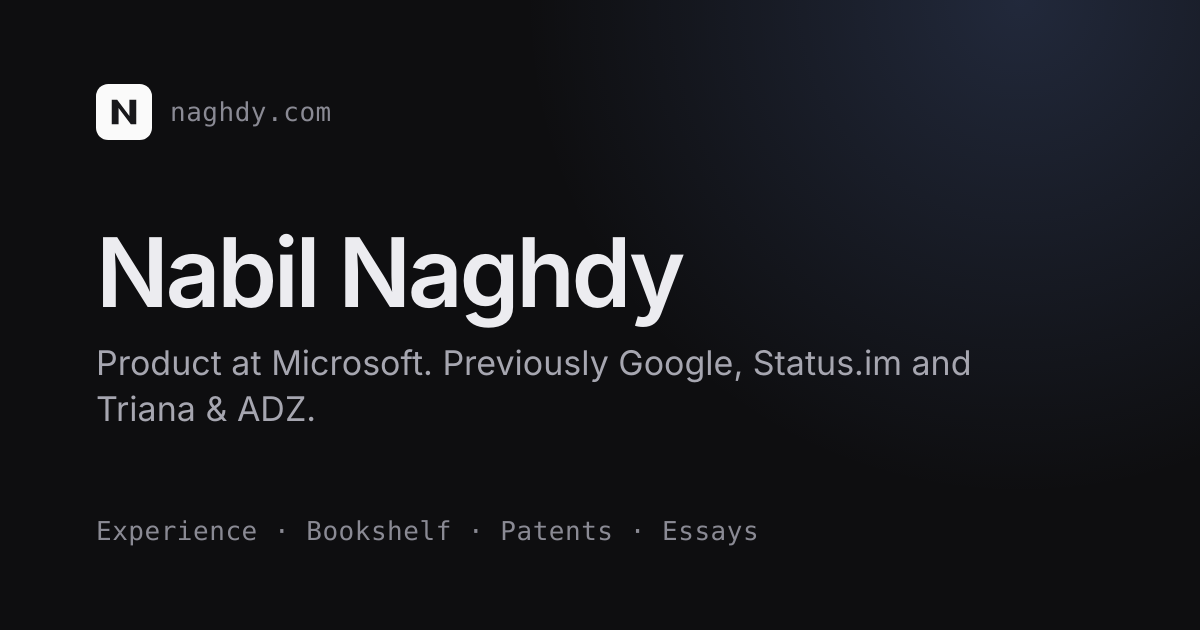 N naghdy.com
Nabil Naghdy
Product at Microsoft. Previously Google, Status.im and
Triana & ADZ.
Experience · Bookshelf · Patents · Essays